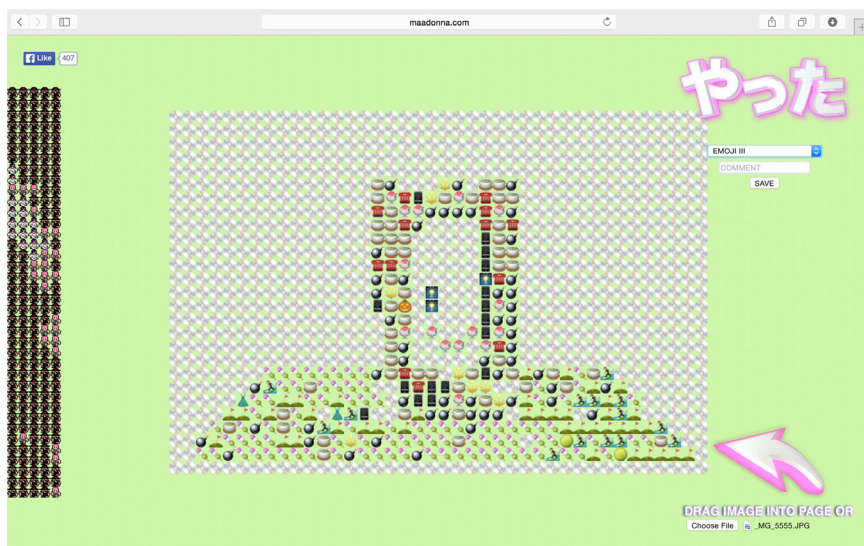 maadonna.com
Like
407
やった
EMOJI III
COMMENT
SAVE
DRAG IMAGE INTO PAGE OR
Choose File
_MG_5555.JPG